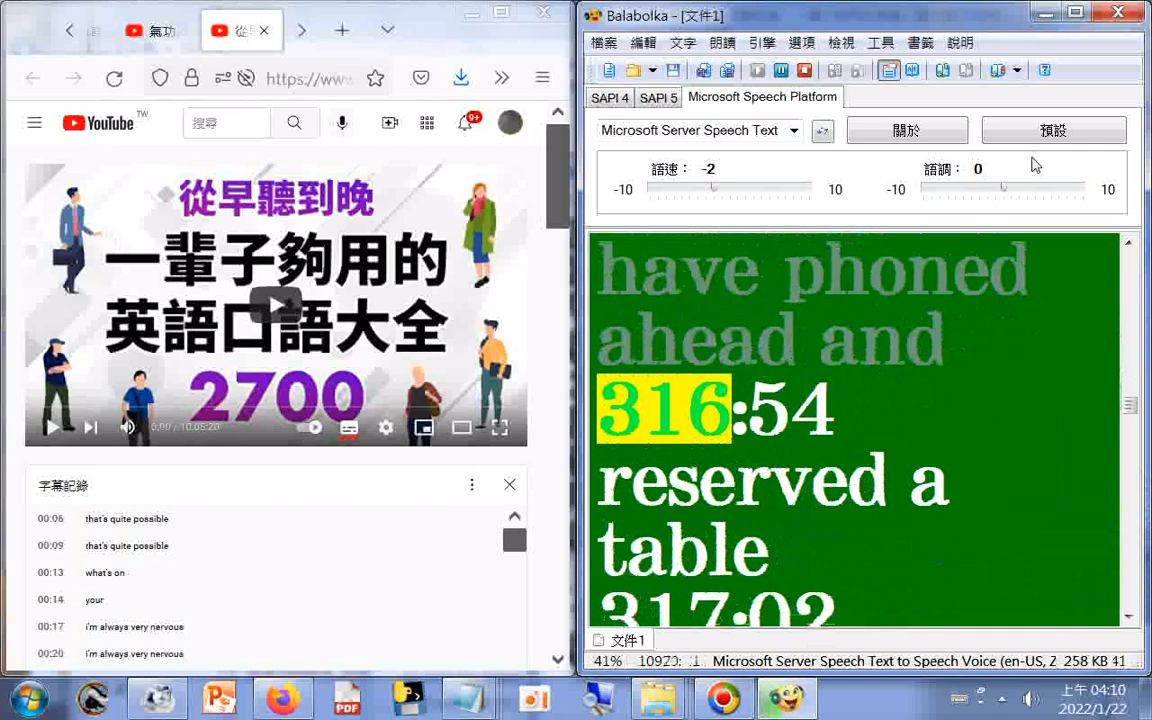 氣功
從
https://www.
YouTube TW
搜尋
9+
從早聽到晚
一輩子夠用的
英語口語大全
2700
0:00 / 10:05:20
字幕記錄
00:06 that's quite possible
00:09 that's quite possible
00:13 what's on
00:14 your
00:17 i'm always very nervous
00:20 i'm always very nervous
Balabolka - [文件1]
檔案 編輯 文字 朗讀 引擎 選項 檢視 工具 書籤 說明
SAPI 4 SAPI 5 Microsoft Speech Platform
Microsoft Server Speech Text
關於
預設
語速： -2
語調： 0
-10 10 -10 10
have phoned
ahead and
316:54
reserved a
table
317:02
文件1
41% Microsoft Server Speech Text to Speech Voice (en-US, Z 258 KB 41
PDF
上午 04:10
2022/1/22